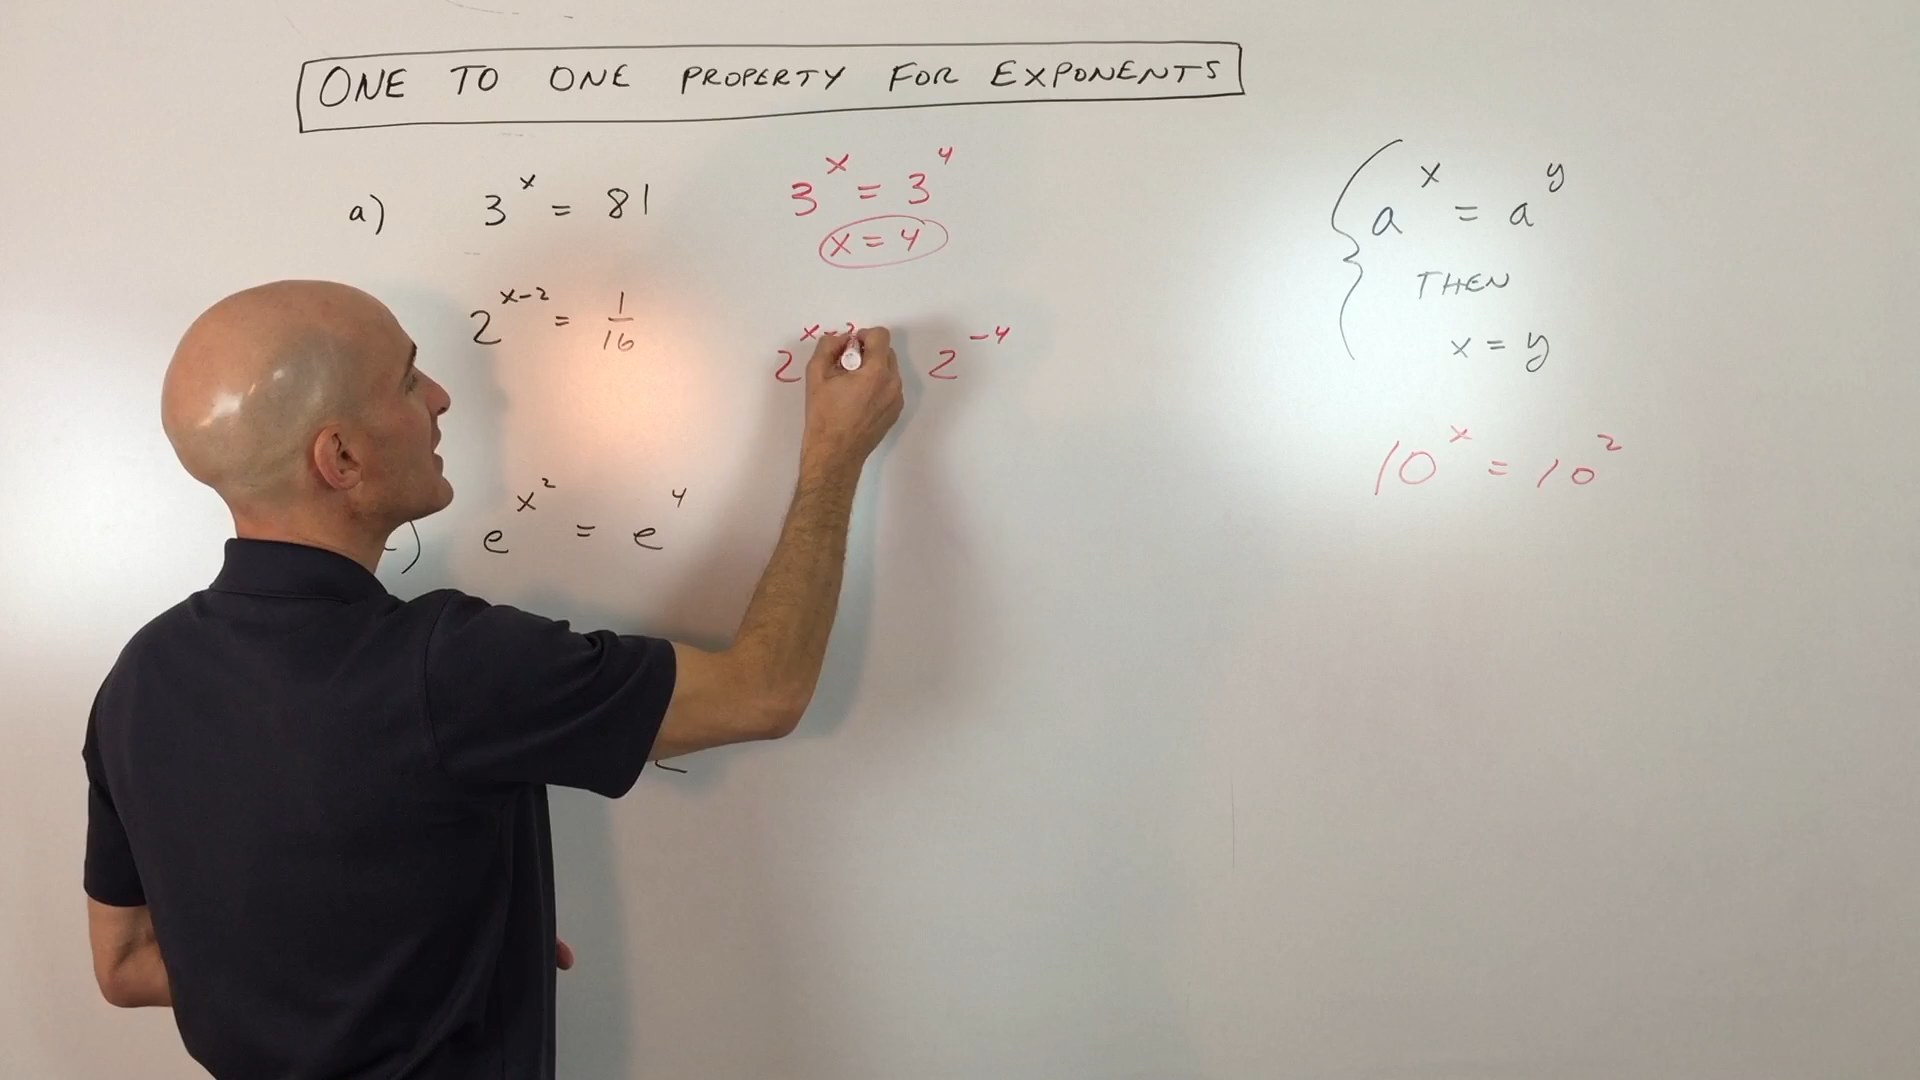 ONE TO ONE PROPERTY FOR EXPONENTS
a) 3^x = 81
3^x = 3^4
x = 4
2^(x-2) = 1/16
2^(x-2) 2^(-4)
e^(x^2) = e^4
a^x = a^y
THEN
x = y
10^x = 10^2